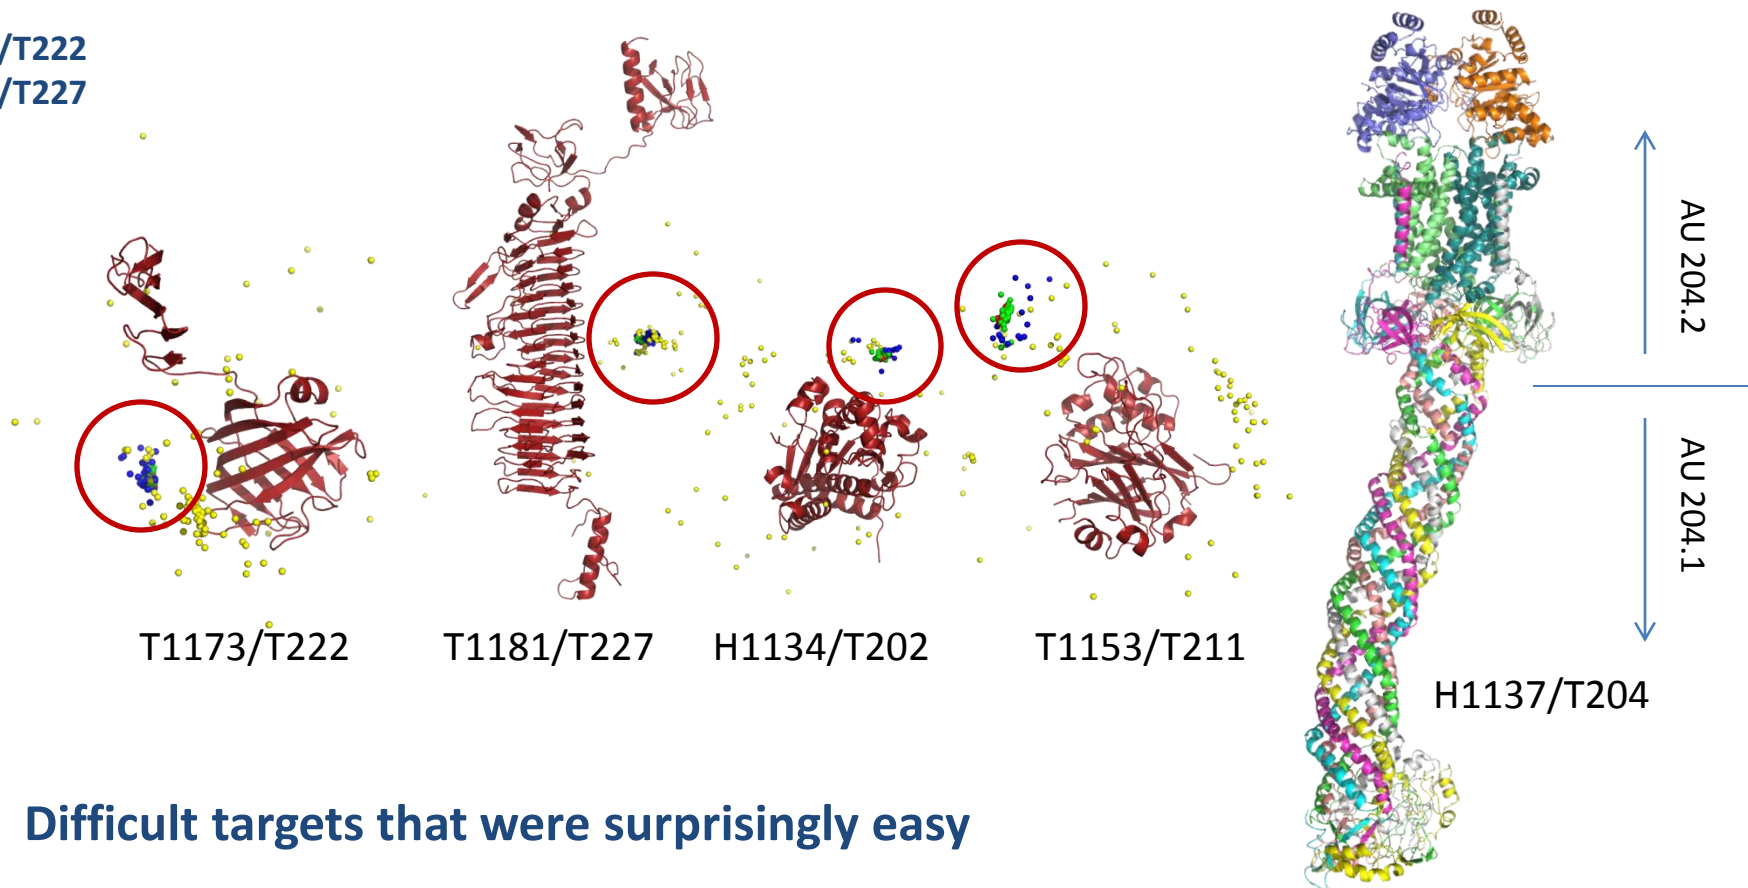 /T222
/T227
AU 204.2
AU 204.1
T1173/T222
T1181/T227
H1134/T202
T1153/T211
H1137/T204
Difficult targets that were surprisingly easy